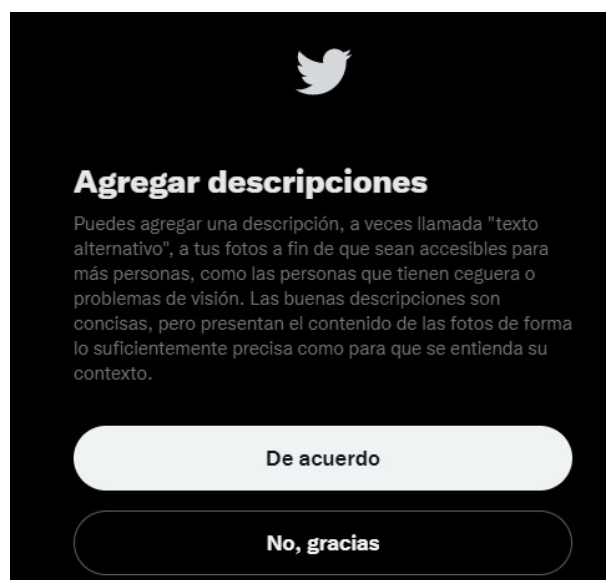 Agregar descripciones
Puedes agregar una descripción, a veces llamada "texto
alternativo", a tus fotos a fin de que sean accesibles para
más personas, como las personas que tienen ceguera o
problemas de visión. Las buenas descripciones son
concisas, pero presentan el contenido de las fotos de forma
lo suficientemente precisa como para que se entienda su
contexto.
De acuerdo
No, gracias